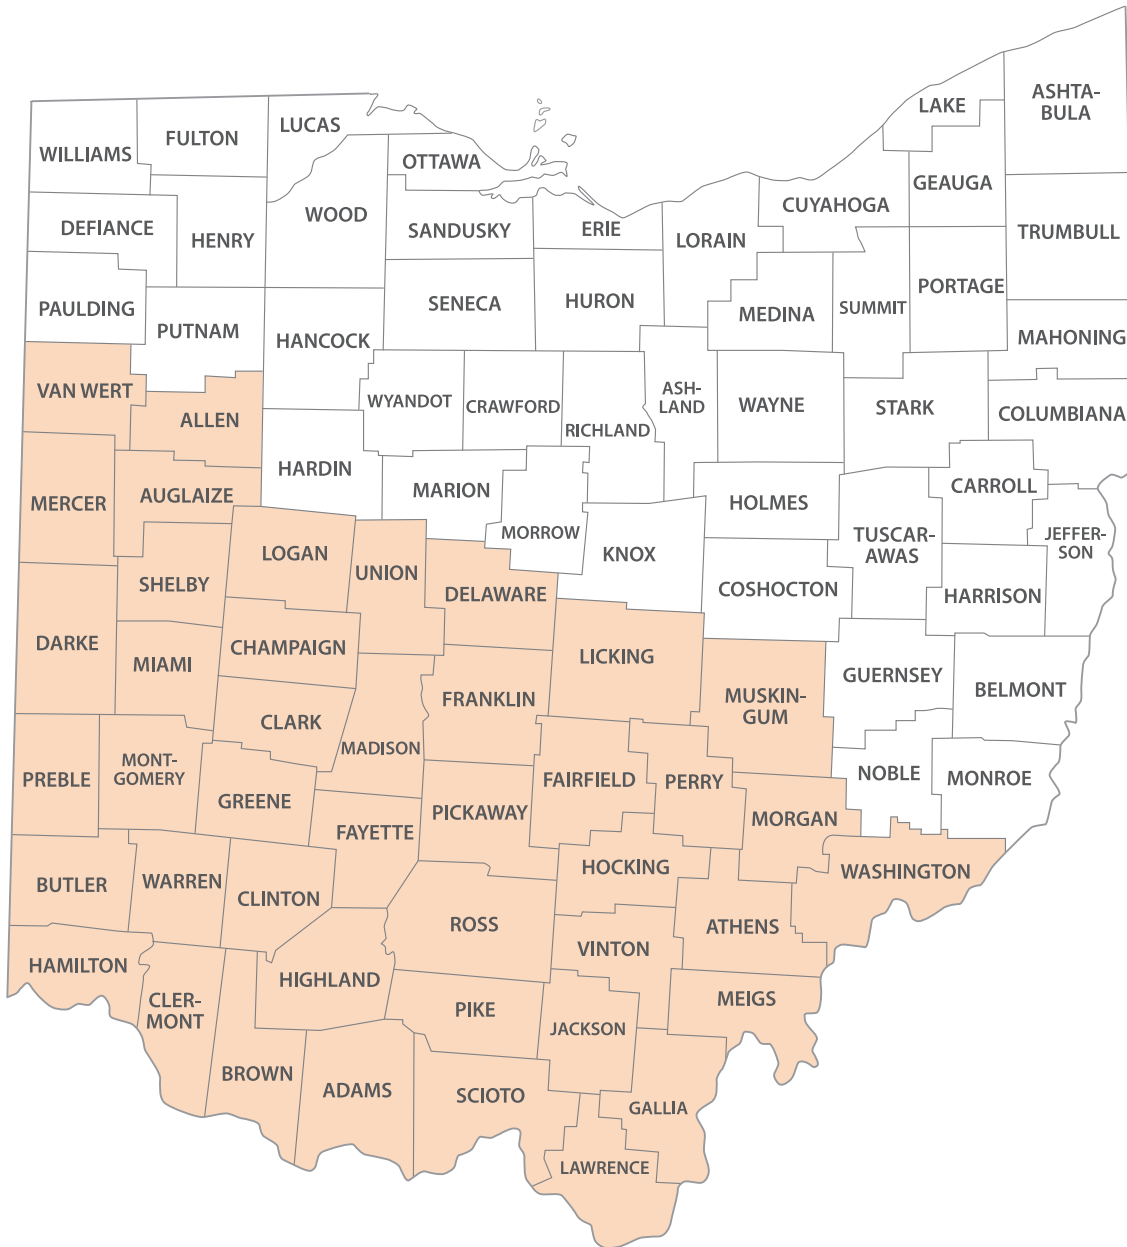 ASHTA-
BULA
LAKE
LUCAS
FULTON
WILLIAMS
OTTAWA
GEAUGA
CUYAHOGA
WOOD
DEFIANCE
HENRY
SANDUSKY
ERIE
LORAIN
TRUMBULL
PORTAGE
PAULDING
PUTNAM
SENECA
HURON
MEDINA
SUMMIT
MAHONING
HANCOCK
VAN WERT
ALLEN
WYANDOT
CRAWFORD
RICHLAND
ASH-
LAND
WAYNE
STARK
COLUMBIANA
HARDIN
MERCER
AUGLAIZE
MARION
MORROW
HOLMES
CARROLL
TUSCAR-
AWAS
JEFFER-
SON
LOGAN
UNION
KNOX
SHELBY
DELAWARE
COSHOCTON
HARRISON
DARKE
MIAMI
CHAMPAIGN
LICKING
GUERNSEY
BELMONT
FRANKLIN
MUSKIN-
GUM
CLARK
MADISON
PREBLE
MONT-
GOMERY
GREENE
FAIRFIELD
PERRY
NOBLE
MONROE
PICKAWAY
FAYETTE
MORGAN
HOCKING
WASHINGTON
BUTLER
WARREN
CLINTON
ROSS
ATHENS
VINTON
HAMILTON
HIGHLAND
CLER-
MONT
PIKE
JACKSON
MEIGS
BROWN
ADAMS
SCIOTO
GALLIA
LAWRENCE